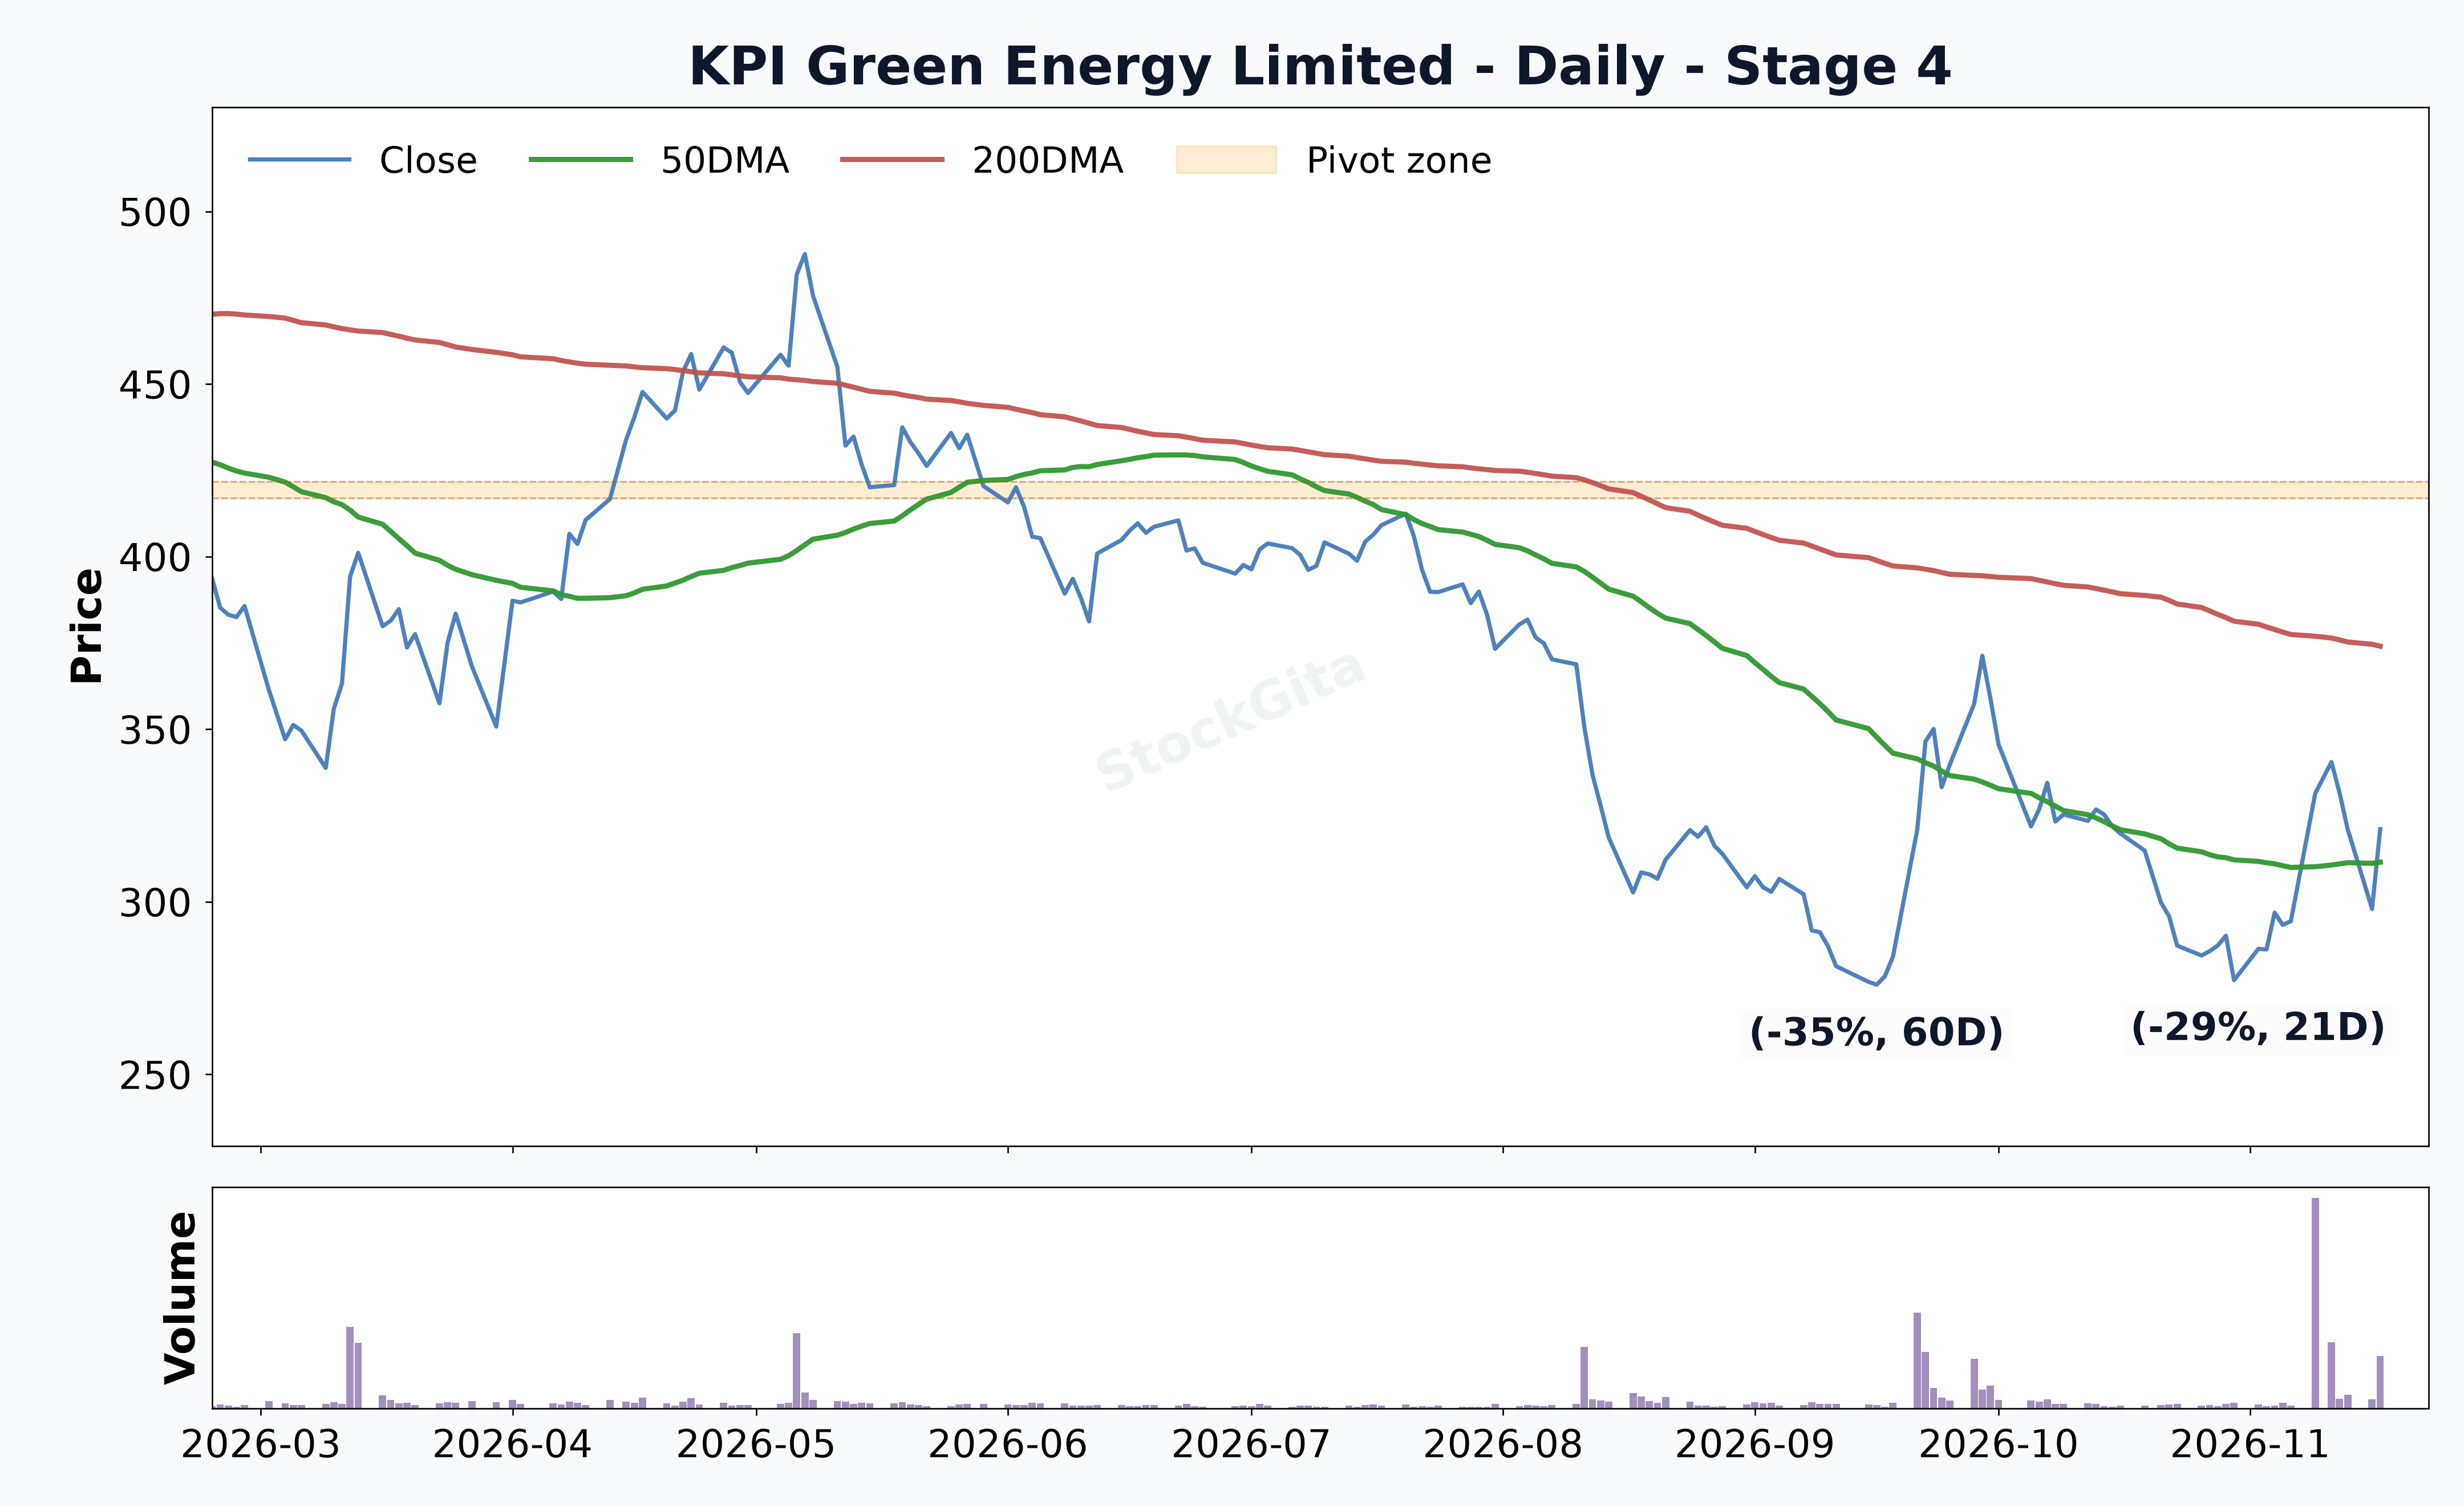 KPI Green Energy Limited - Daily - Stage 4
Close 50DMA 200DMA Pivot zone
500
450
400
350
300
250
Price
StockGita
(-35%, 60D) (-29%, 21D)
Volume
2026-03 2026-04 2026-05 2026-06 2026-07 2026-08 2026-09 2026-10 2026-11